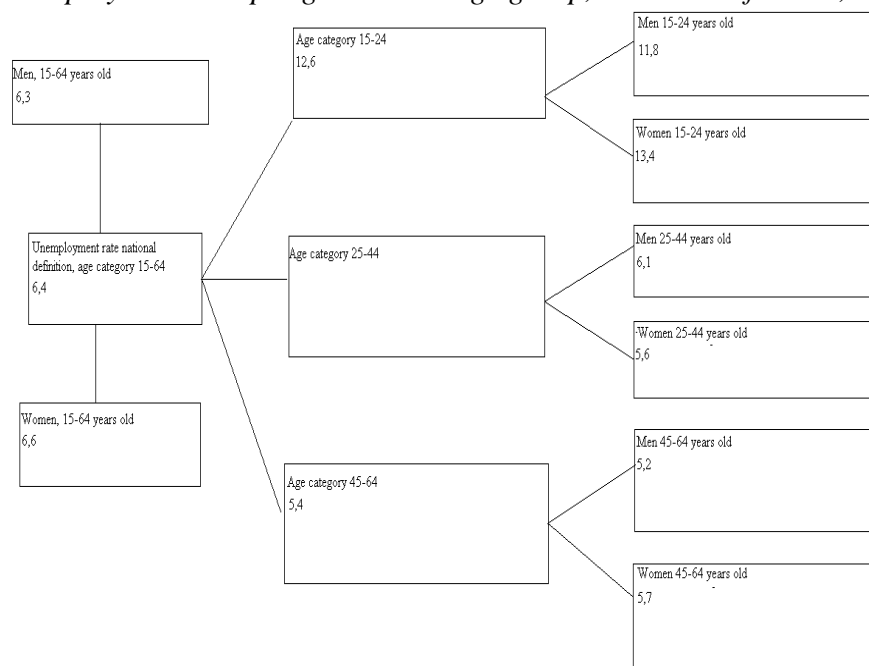 Men, 15-64 years old
6,3
Unemployment rate national
definition, age category 15-64
6,4
Women, 15-64 years old
6,6
Age category 15-24
12,6
Age category 25-44
Age category 45-64
5,4
Men 15-24 years old
11,8
Women 15-24 years old
13,4
Men 25-44 years old
6,1
Women 25-44 years old
5,6
Men 45-64 years old
5,2
Women 45-64 years old
5,7